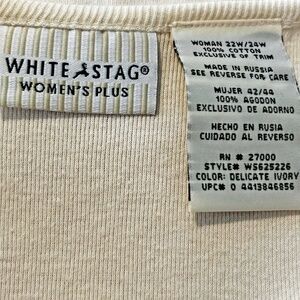 WHITE STAG®
WOMEN'S PLUS
WOMAN 22W/24W
100% COTTON
EXCLUSIVE OF TRIM
MADE IN RUSSIA
SEE REVERSE FOR CARE
MUJER 42/44
100% AGODON
EXCLUSIVO DE ADORNO
HECHO EN RUSIA
CUIDADO AL REVERSO
RN # 27000
STYLE# WS625226
COLOR: DELICATE IVORY
UPC# 0 4413846856